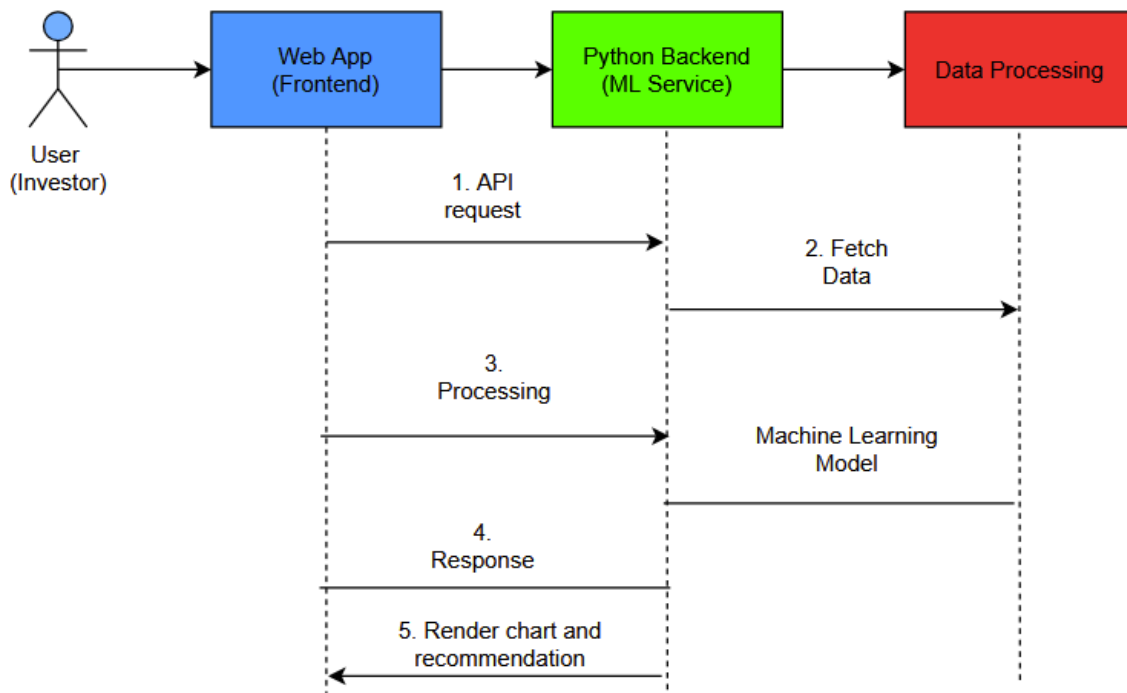 Web App
(Frontend)
Python Backend
(ML Service)
Data Processing
User
(Investor)
1. API
request
2. Fetch
Data
3.
Processing
Machine Learning
Model
4.
Response
5. Render chart and
recommendation